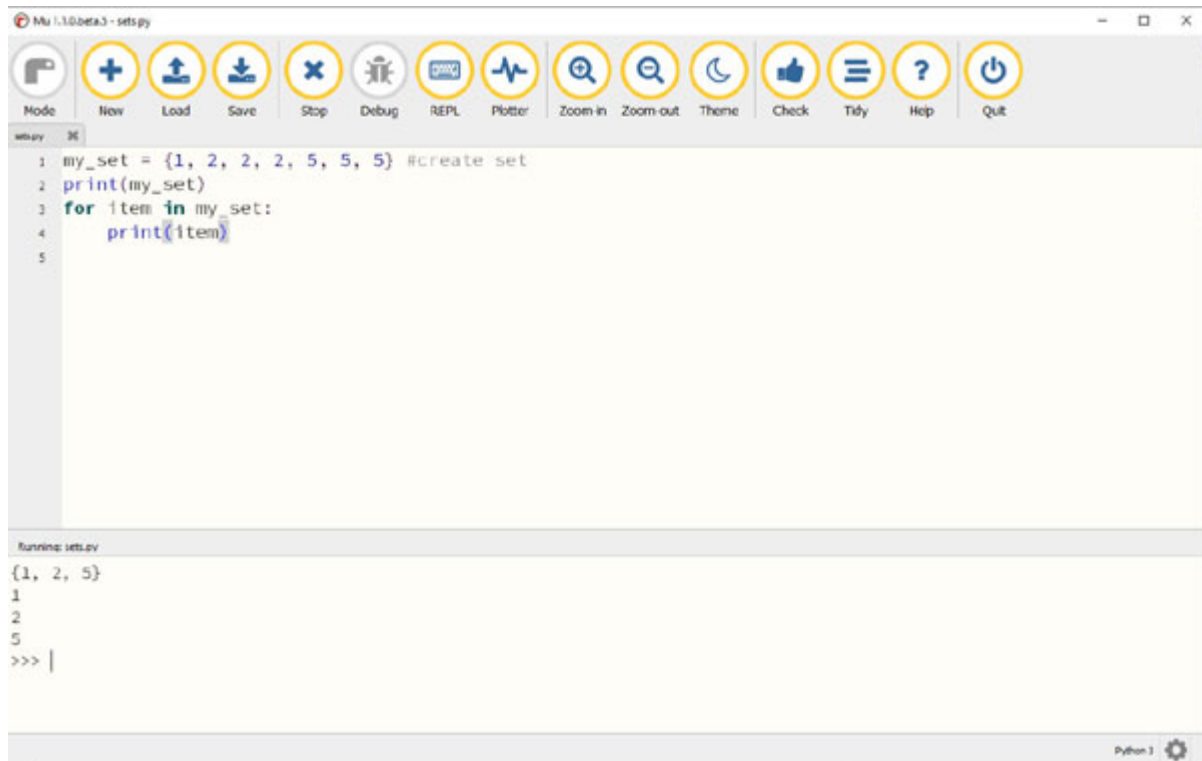 Mu 1.1.0.beta.5 - sets.py
Mode New Load Save Stop Debug REPL Plotter Zoom-in Zoom-out Theme Check Tidy Help Quit
sets.py
1 my_set = {1, 2, 2, 2, 5, 5, 5} #create set
2 print(my_set)
3 for item in my_set:
4 print(item)
5
Running: sets.py
{1, 2, 5}
1
2
5
>>>
Python 3